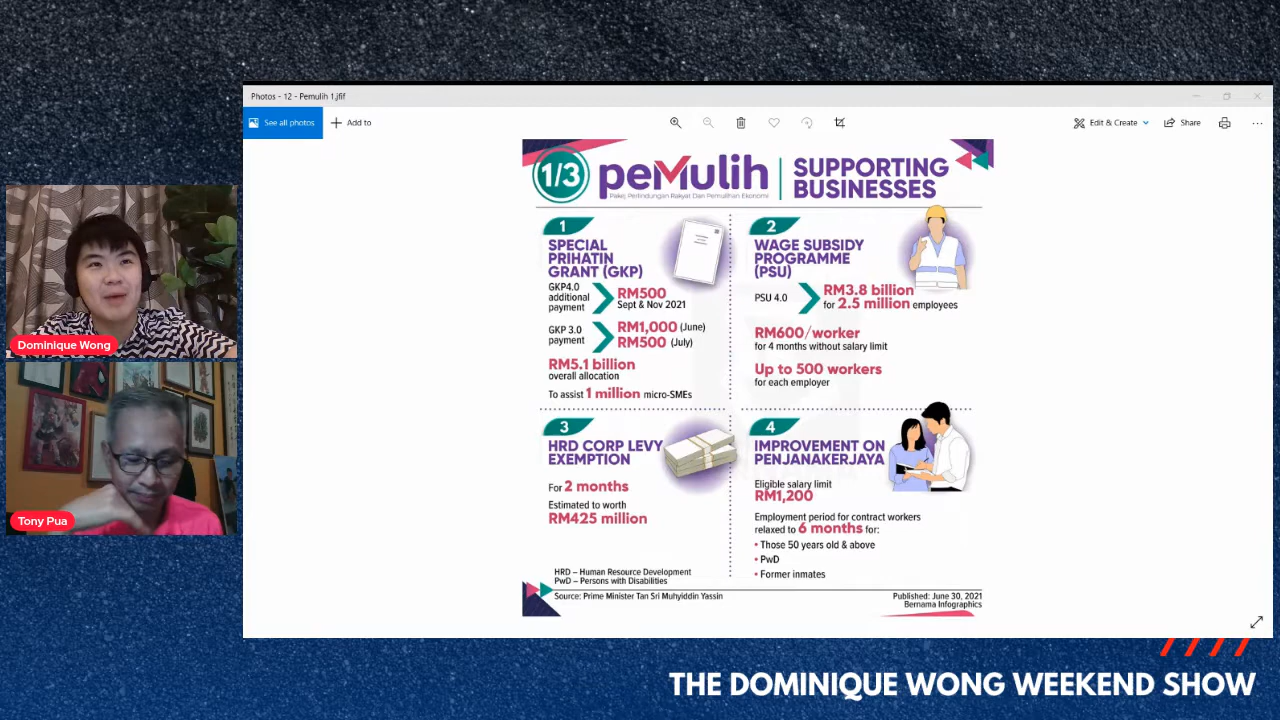 Photos - 12 - Pemulih 1.jfif
See all photos
Add to
Edit & Create
Share
1/3
peMulih
Pakej Perlindungan Rakyat Dan Pemulihan Ekonomi
SUPPORTING
BUSINESSES
1
SPECIAL
PRIHATIN
GRANT (GKP)
GKP4.0
additional
payment
RM500
Sept & Nov 2021
GKP 3.0
payment
RM1,000 (June)
RM500 (July)
RM5.1 billion
overall allocation
To assist 1 million micro-SMEs
2
WAGE SUBSIDY
PROGRAMME
(PSU)
PSU 4.0
RM3.8 billion
for 2.5 million employees
RM600/worker
for 4 months without salary limit
Up to 500 workers
for each employer
3
HRD CORP LEVY
EXEMPTION
For 2 months
Estimated to worth
RM425 million
4
IMPROVEMENT ON
PENJANAKERJAYA
Eligible salary limit
RM1,200
Employment period for contract workers
relaxed to 6 months for:
• Those 50 years old & above
• PwD
• Former inmates
HRD – Human Resource Development
PwD – Persons with Disabilities
Source: Prime Minister Tan Sri Muhyiddin Yassin
Published: June 30, 2021
Bernama Infographics
Dominique Wong
Tony Pua
THE DOMINIQUE WONG WEEKEND SHOW